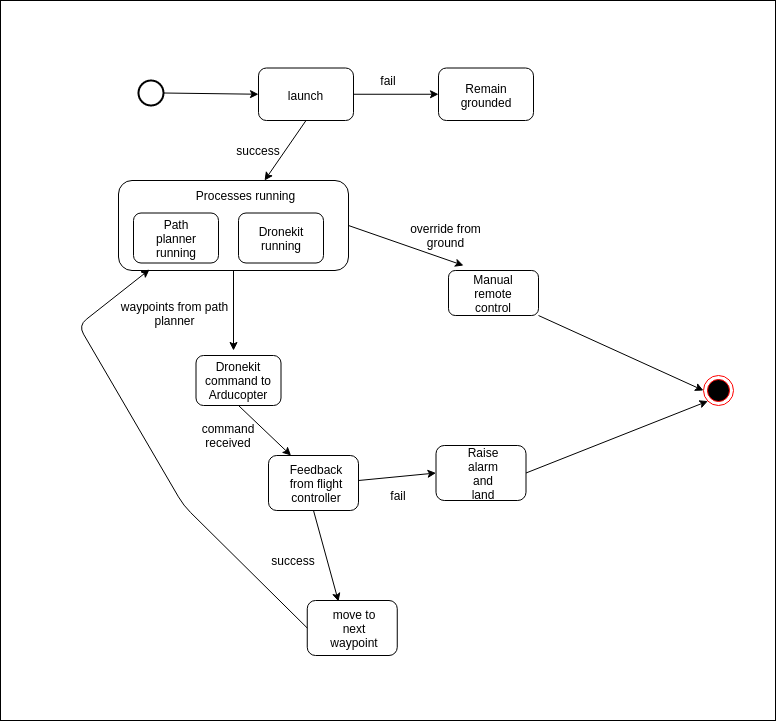 launch
fail
Remain
grounded
success
Processes running
Path
planner
running
Dronekit
running
override from
ground
Manual
remote
control
waypoints from path
planner
Dronekit
command to
Arducopter
command
received
Feedback
from flight
controller
fail
Raise
alarm
and
land
success
move to
next
waypoint